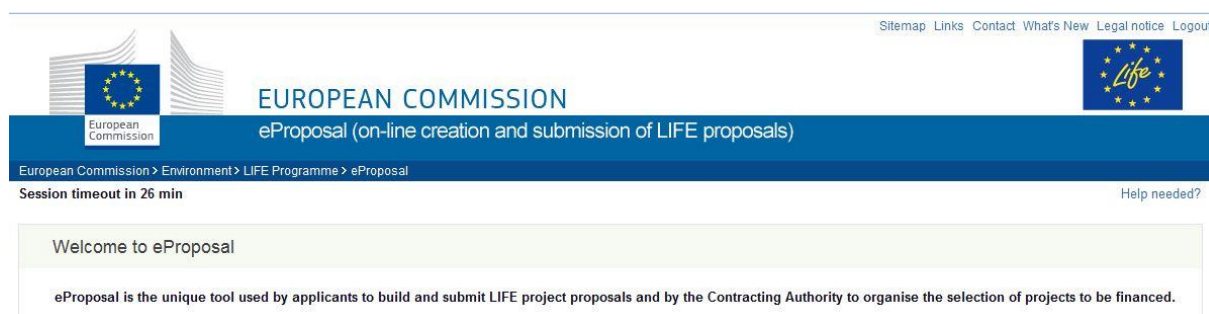 Sitemap Links Contact What's New Legal notice Logout
Life
EUROPEAN COMMISSION
European
Commission
eProposal (on-line creation and submission of LIFE proposals)
European Commission > Environment > LIFE Programme > eProposal
Session timeout in 26 min
Help needed?
Welcome to eProposal
eProposal is the unique tool used by applicants to build and submit LIFE project proposals and by the Contracting Authority to organise the selection of projects to be financed.